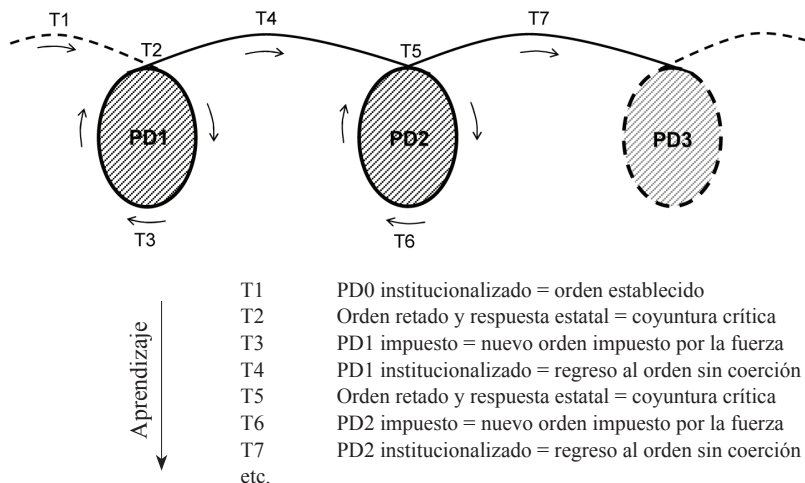 T1
T4
T7
T2
T5
PD1
PD2
PD3
T3
T6
Aprendizaje
T1 PD0 institucionalizado = orden establecido
T2 Orden retado y respuesta estatal = coyuntura crítica
T3 PD1 impuesto = nuevo orden impuesto por la fuerza
T4 PD1 institucionalizado = regreso al orden sin coerción
T5 Orden retado y respuesta estatal = coyuntura crítica
T6 PD2 impuesto = nuevo orden impuesto por la fuerza
T7 PD2 institucionalizado = regreso al orden sin coerción
etc.